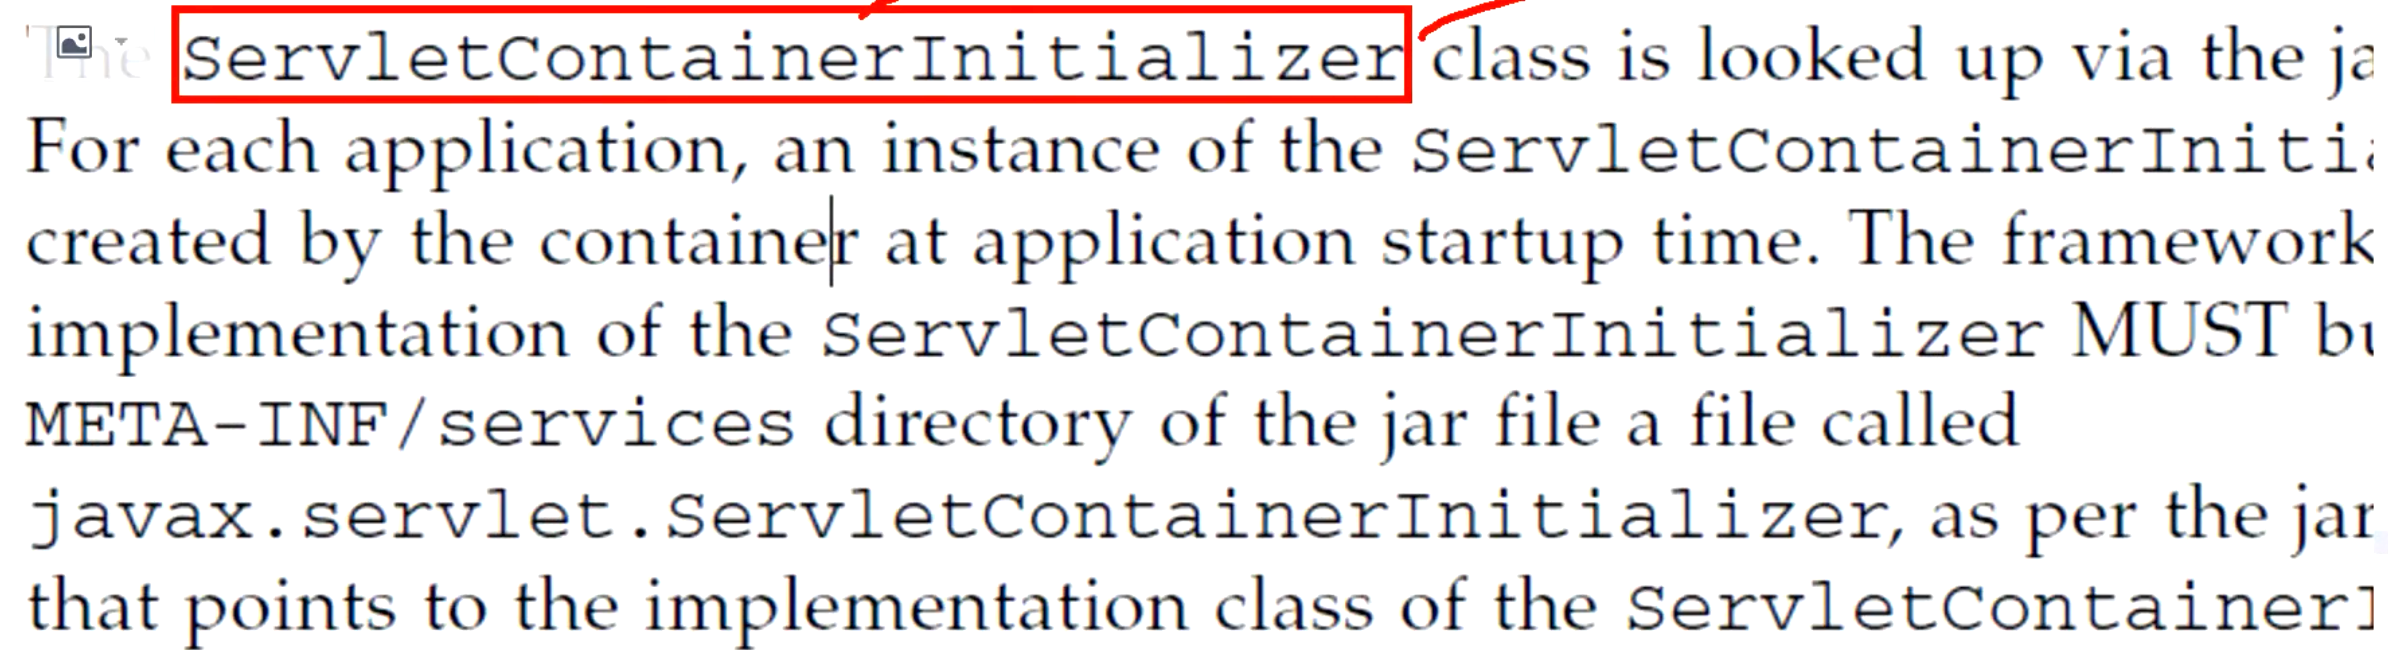 The ServletContainerInitializer class is looked up via the ja
For each application, an instance of the ServletContainerIniti
created by the container at application startup time. The framework
implementation of the ServletContainerInitializer MUST bu
META-INF/services directory of the jar file a file called
javax.servlet.ServletContainerInitializer, as per the jar
that points to the implementation class of the ServletContainerI